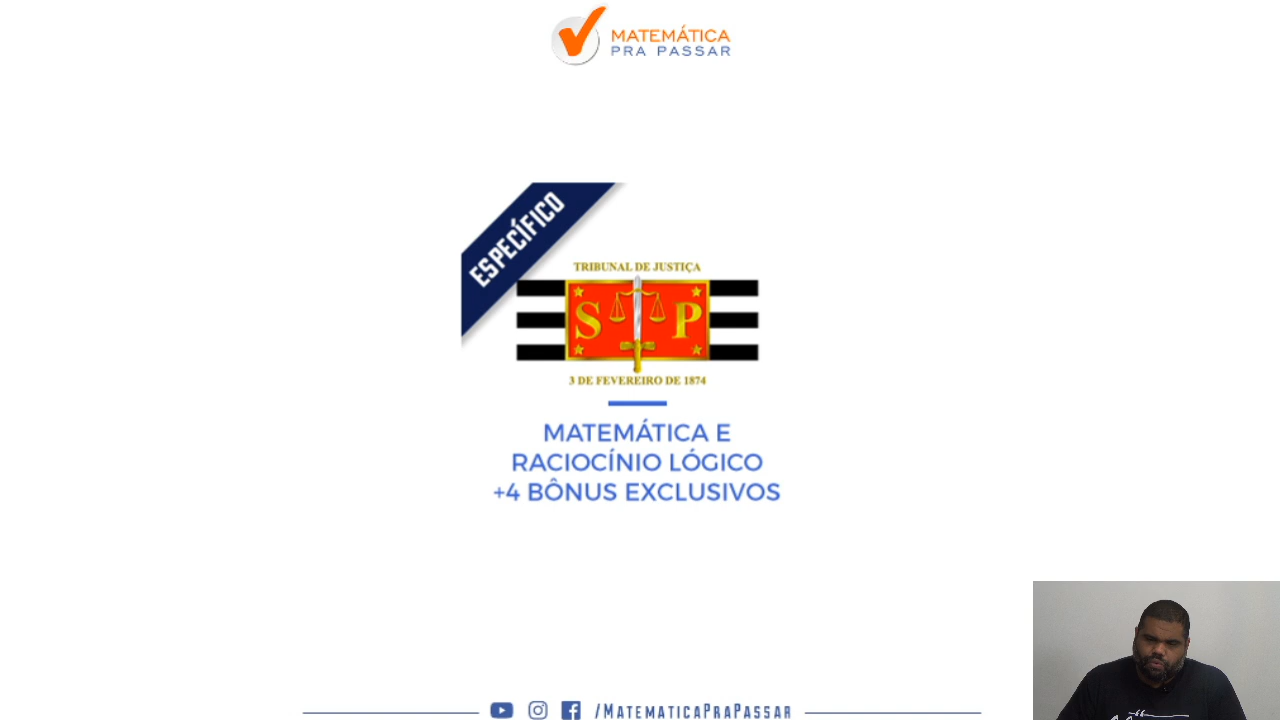 MATEMÁTICA
PRA PASSAR
ESPECÍFICO
TRIBUNAL DE JUSTIÇA
S P
3 DE FEVEREIRO DE 1874
MATEMÁTICA E
RACIOCÍNIO LÓGICO
+4 BÔNUS EXCLUSIVOS
/MATEMATICAPRAPASSAR